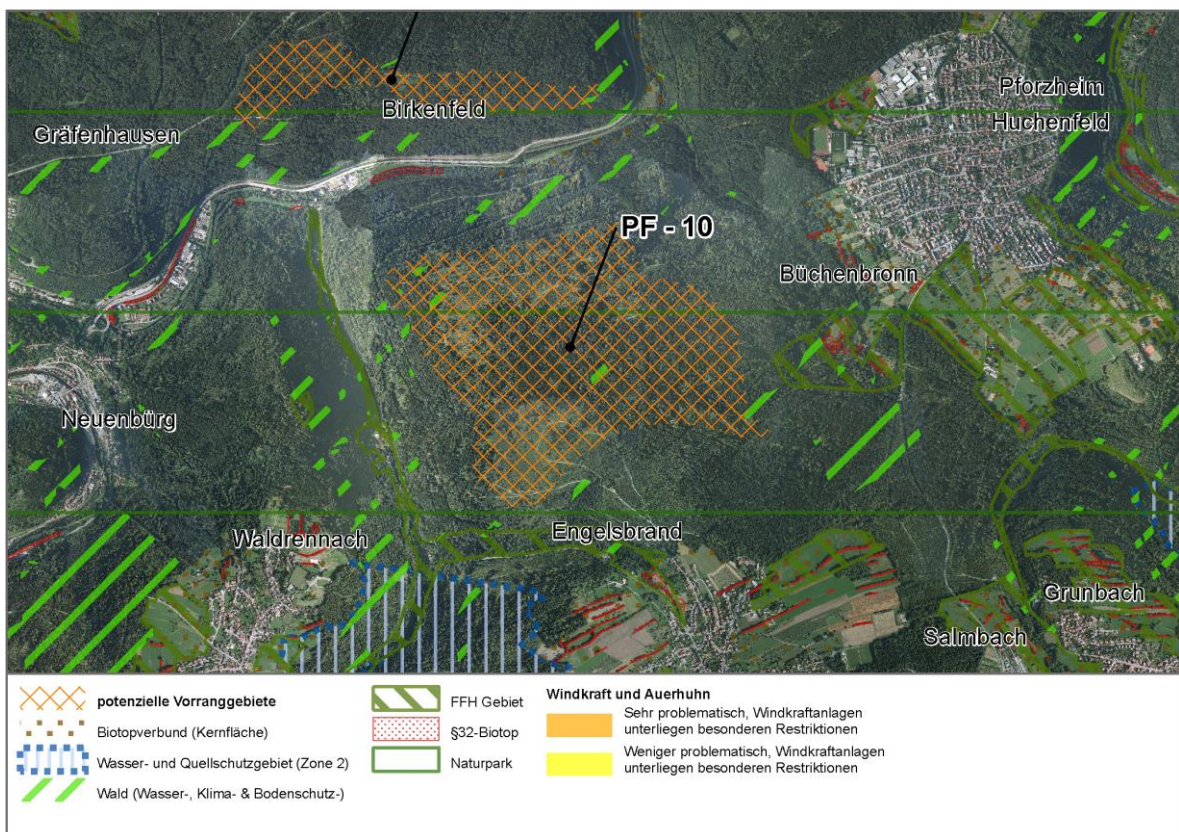 Pforzheim
Birkenfeld
Huchenfeld
Gräfenhausen
PF - 10
Büchenbronn
Neuenbürg
Waldrennach
Engelsbrand
Grunbach
Salmbach
potenzielle Vorranggebiete
Biotopverbund (Kernfläche)
Wasser- und Quellschutzgebiet (Zone 2)
Wald (Wasser-, Klima- & Bodenschutz-)
FFH Gebiet
§32-Biotop
Naturpark
Windkraft und Auerhuhn
Sehr problematisch, Windkraftanlagen
unterliegen besonderen Restriktionen
Weniger problematisch, Windkraftanlagen
unterliegen besonderen Restriktionen